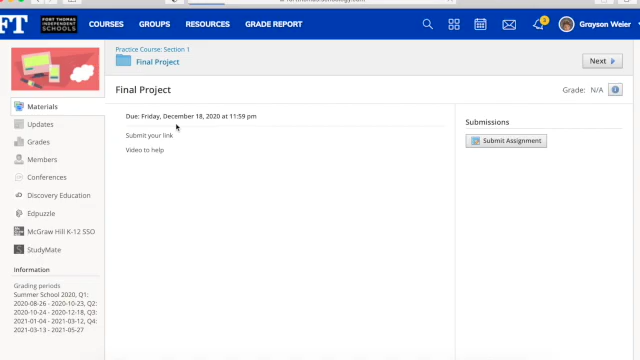 FT
FORT THOMAS
INDEPENDENT
SCHOOLS
COURSES
GROUPS
RESOURCES
GRADE REPORT
Grayson Weier
Practice Course: Section 1
Final Project
Next
Final Project
Grade: N/A
Materials
Updates
Grades
Members
Conferences
Discovery Education
Edpuzzle
McGraw Hill K-12 SSO
StudyMate
Due: Friday, December 18, 2020 at 11:59 pm
Submit your link
Video to help
Submissions
Submit Assignment
Information
Grading periods
Summer School 2020, Q1:
2020-08-26 - 2020-10-23, Q2:
2020-10-24 - 2020-12-18, Q3:
2021-01-04 - 2021-03-12, Q4:
2021-03-13 - 2021-05-27